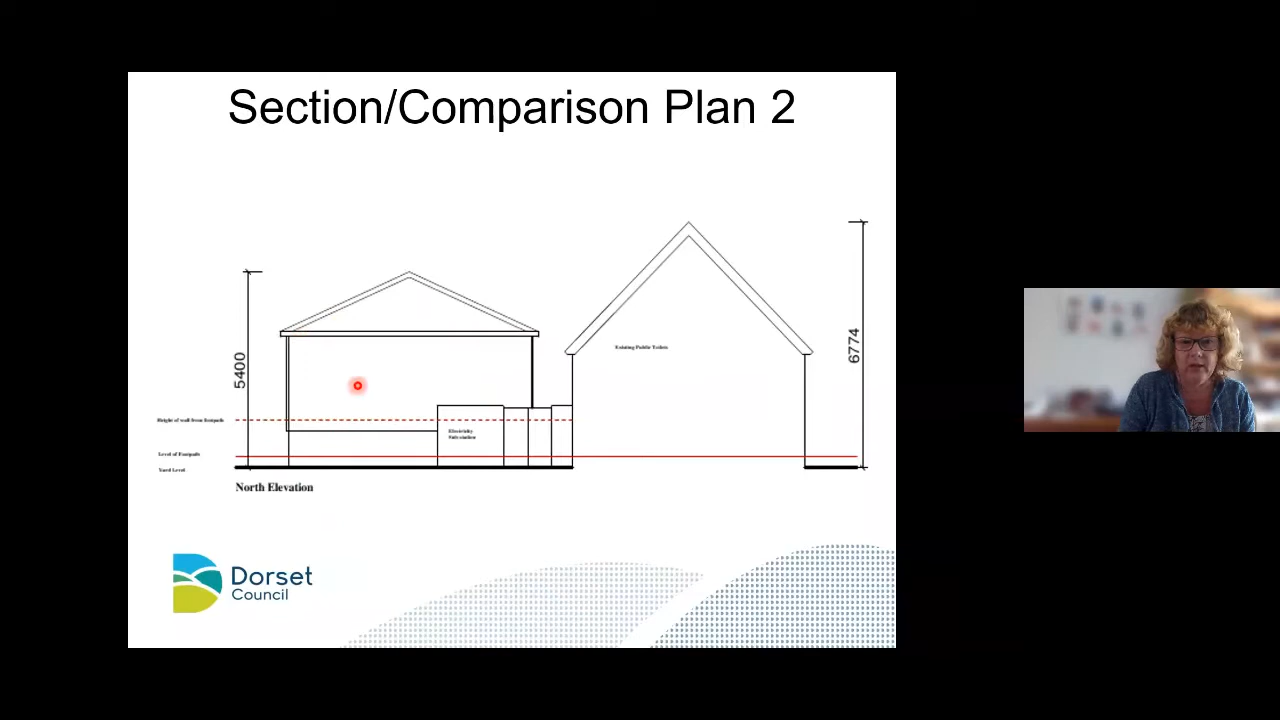 Section/Comparison Plan 2
5400
6774
Existing Public Toilets
Height of wall from footpath
Electricity
Sub-station
Level of Footpath
Yard Level
North Elevation
Dorset
Council